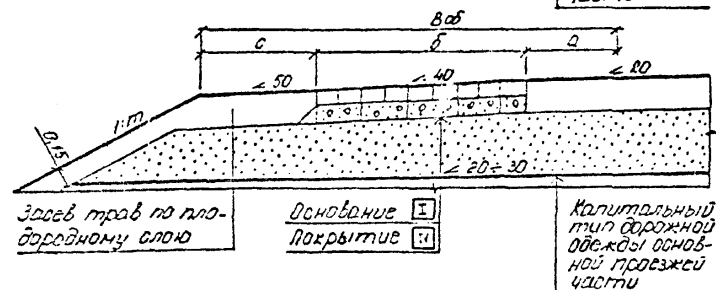 Bоб
с
б
а
50
40
20
1:m
0,15
20÷30
Засев трав по пло-
дородному слою
Основание I
Покрытие II
Капитальный
тип дорожной
одежды основ-
ной проезжей
части